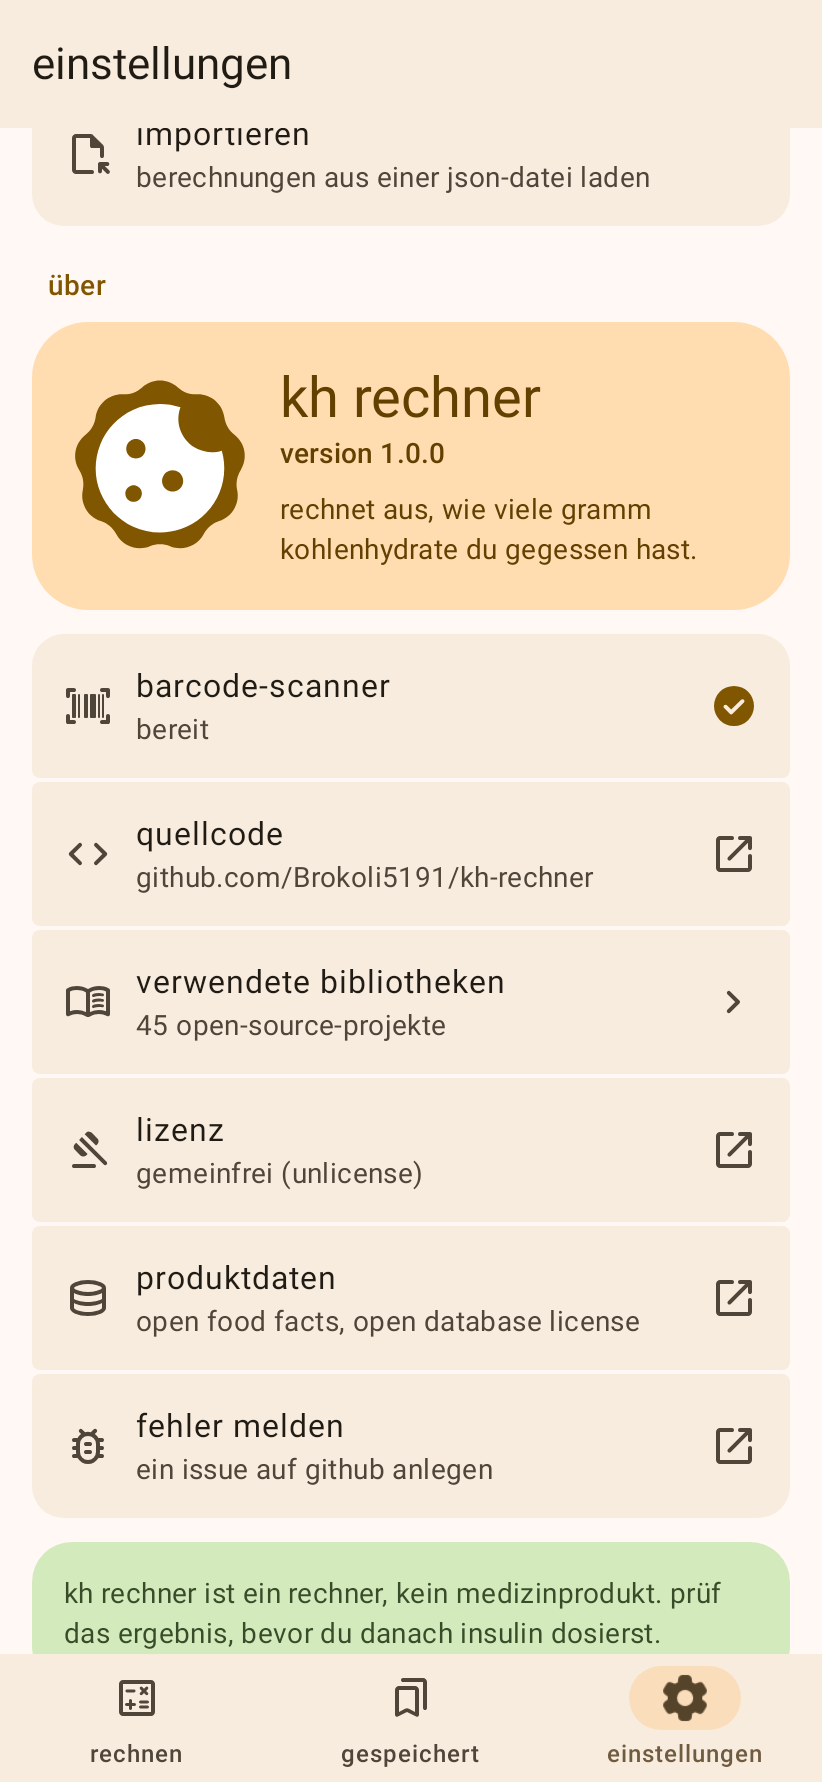 einstellungen
importieren
berechnungen aus einer json-datei laden
über
kh rechner
version 1.0.0
rechnet aus, wie viele gramm
kohlenhydrate du gegessen hast.
barcode-scanner
bereit
quellcode
github.com/Brokoli5191/kh-rechner
verwendete bibliotheken
45 open-source-projekte
lizenz
gemeinfrei (unlicense)
produktdaten
open food facts, open database license
fehler melden
ein issue auf github anlegen
kh rechner ist ein rechner, kein medizinprodukt. prüf
das ergebnis, bevor du danach insulin dosierst.
rechnen
gespeichert
einstellungen